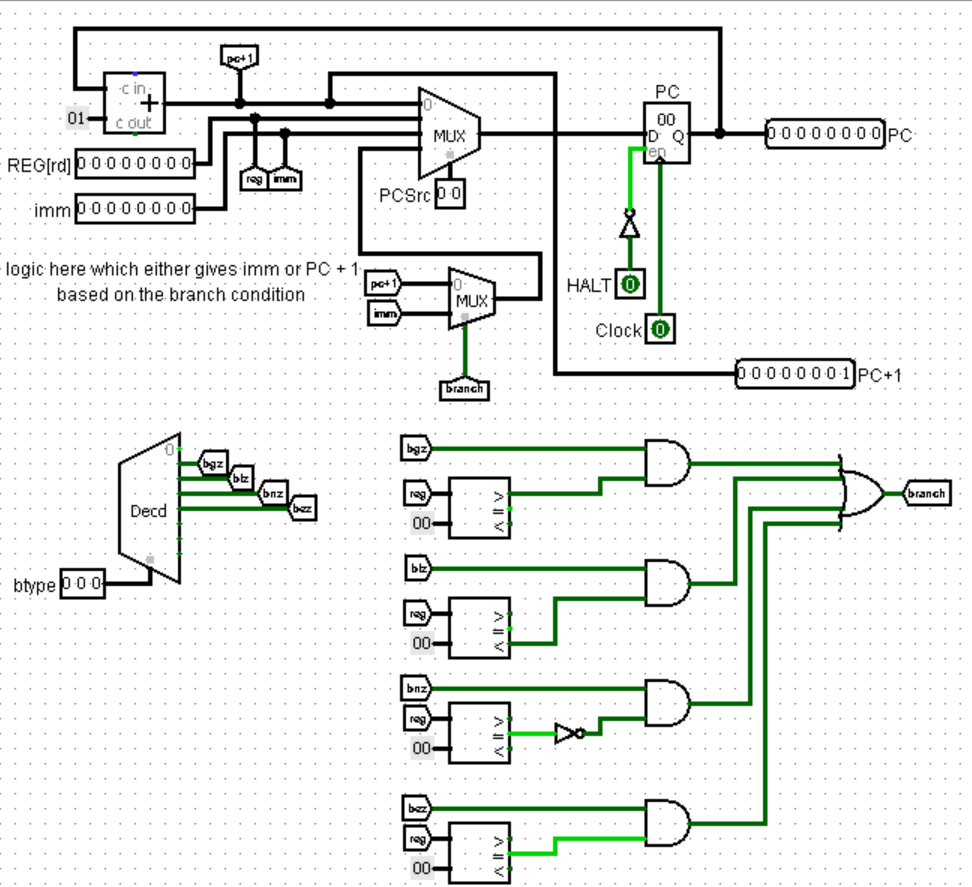 pc+1
PC
c in
+
0
00
01
c out
D Q
0 0 0 0 0 0 0 0
PC
MUX
en
REG[rd]
0 0 0 0 0 0 0 0
reg
imm
PCSrc
0 0
imm
0 0 0 0 0 0 0 0
logic here which either gives imm or PC + 1
based on the branch condition
pc+1
0
MUX
imm
HALT
0
Clock
0
branch
0 0 0 0 0 0 0 1
PC+1
0
bgz
blz
bnz
bez
Decd
btype
0 0 0
bgz
reg
>
=
<
00
branch
blz
reg
>
=
<
00
bnz
reg
>
=
<
00
bez
reg
>
=
<
00